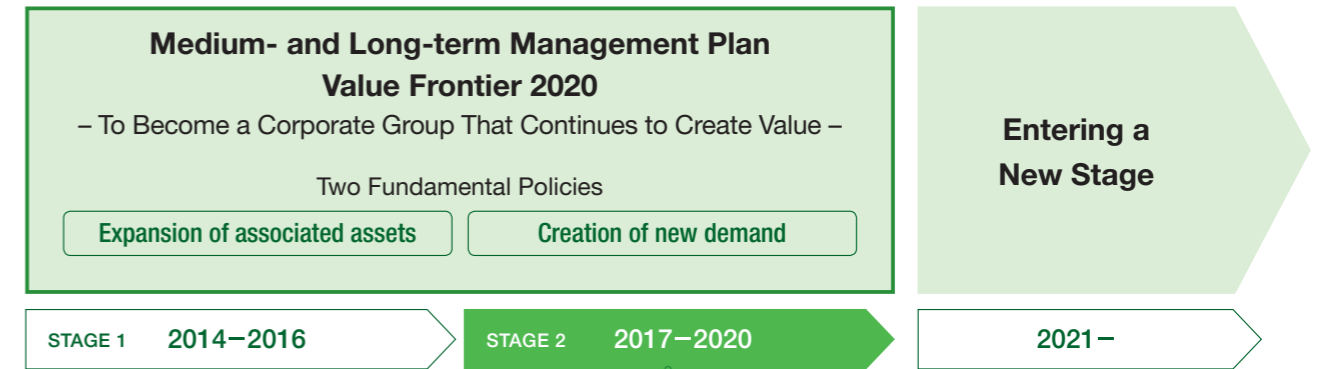 Medium- and Long-term Management Plan
Value Frontier 2020
– To Become a Corporate Group That Continues to Create Value –
Two Fundamental Policies
Expansion of associated assets
Creation of new demand
Entering a
New Stage
STAGE 1 2014–2016
STAGE 2 2017–2020
2021–